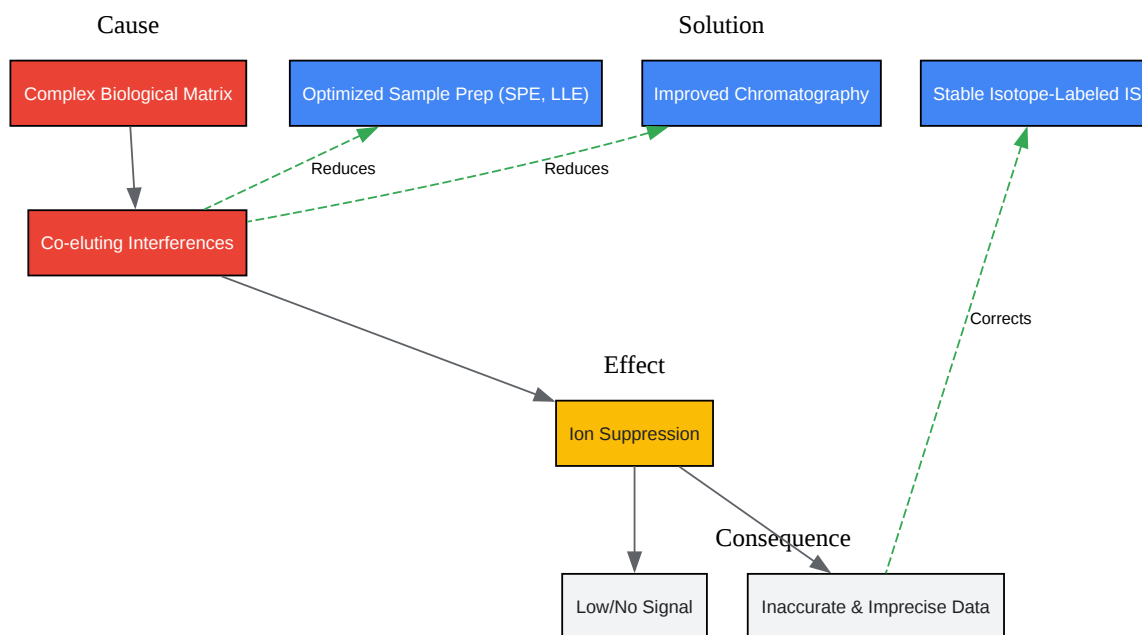 Cause
Solution
Complex Biological Matrix
Optimized Sample Prep (SPE, LLE)
Improved Chromatography
Stable Isotope-Labeled IS
Reduces
Reduces
Co-eluting Interferences
Corrects
Effect
Ion Suppression
Consequence
Low/No Signal
Inaccurate & Imprecise Data